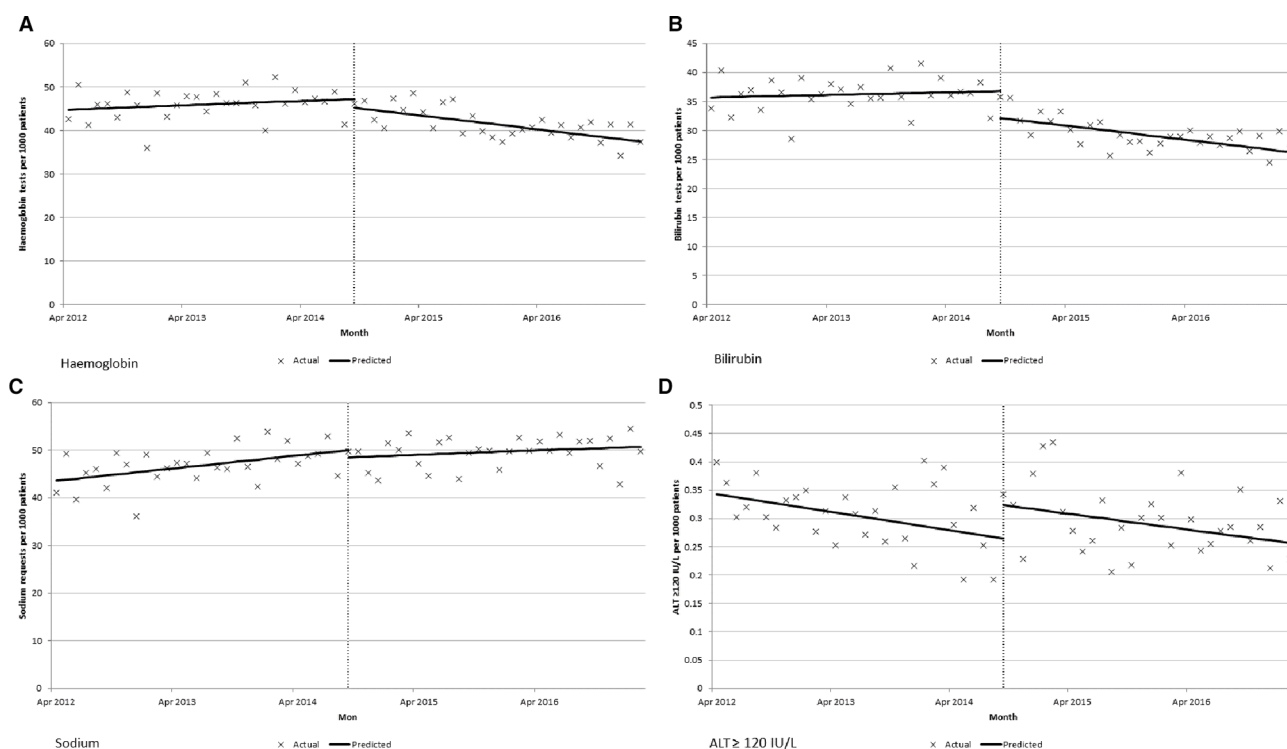 A
Haemoglobin tests per 1000 patients
60
50
40
30
20
10
0
Apr 2012
Apr 2013
Apr 2014
Apr 2015
Apr 2016
Month
Haemoglobin
× Actual
Predicted
B
Bilirubin tests per 1000 patients
45
40
35
30
25
20
15
10
5
0
Apr 2012
Apr 2013
Apr 2014
Apr 2015
Apr 2016
Month
Bilirubin
× Actual
Predicted
C
Sodium requests per 1000 patients
60
50
40
30
20
10
0
Apr 2012
Apr 2013
Apr 2014
Apr 2015
Apr 2016
Mon
Sodium
× Actual
Predicted
D
ALT ≥120 IU/L per 1000 patients
0.5
0.45
0.4
0.35
0.3
0.25
0.2
0.15
0.1
0.05
0
Apr 2012
Apr 2013
Apr 2014
Apr 2015
Apr 2016
Month
ALT ≥ 120 IU/L
× Actual
Predicted